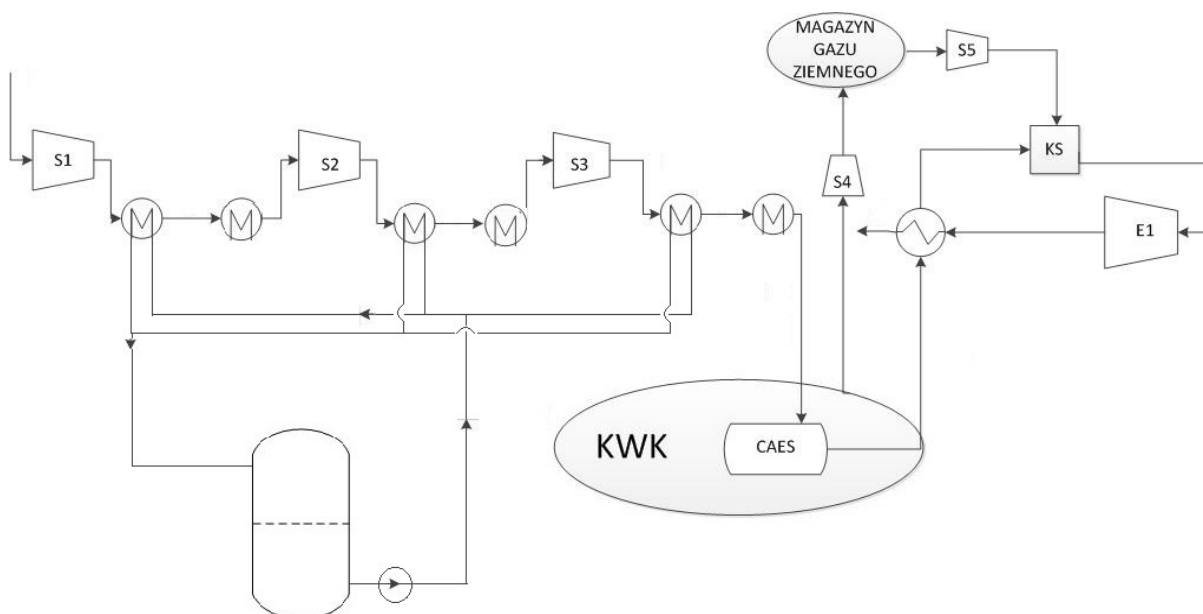 MAGAZYN
GAZU
ZIEMNEGO
S5
S1
S2
S3
S4
KS
E1
KWK
CAES